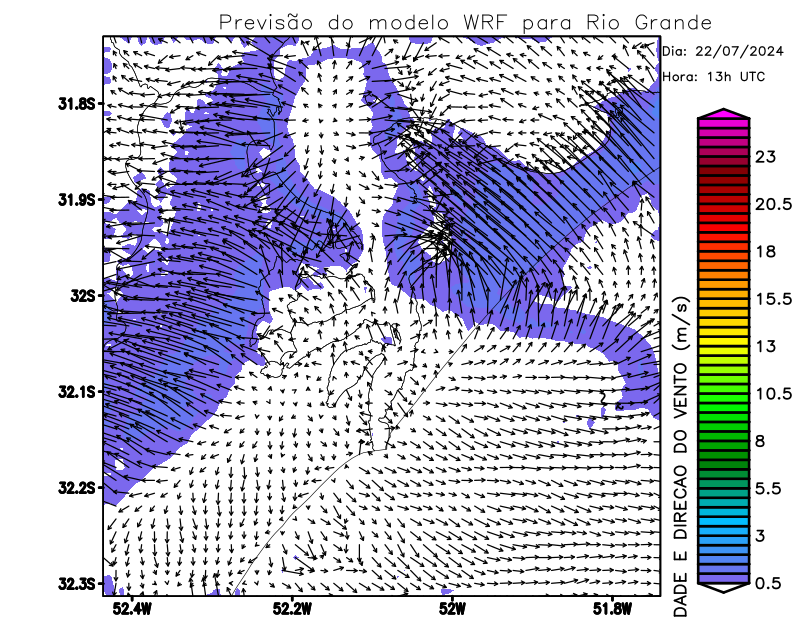 Previsão do modelo WRF para Rio Grande
Dia: 22/07/2024
Hora: 13h UTC
31.8S
31.9S
32S
32.1S
32.2S
32.3S
52.4W
52.2W
52W
51.8W
DADE E DIRECAO DO VENTO (m/s)
23
20.5
18
15.5
13
10.5
8
5.5
3
0.5